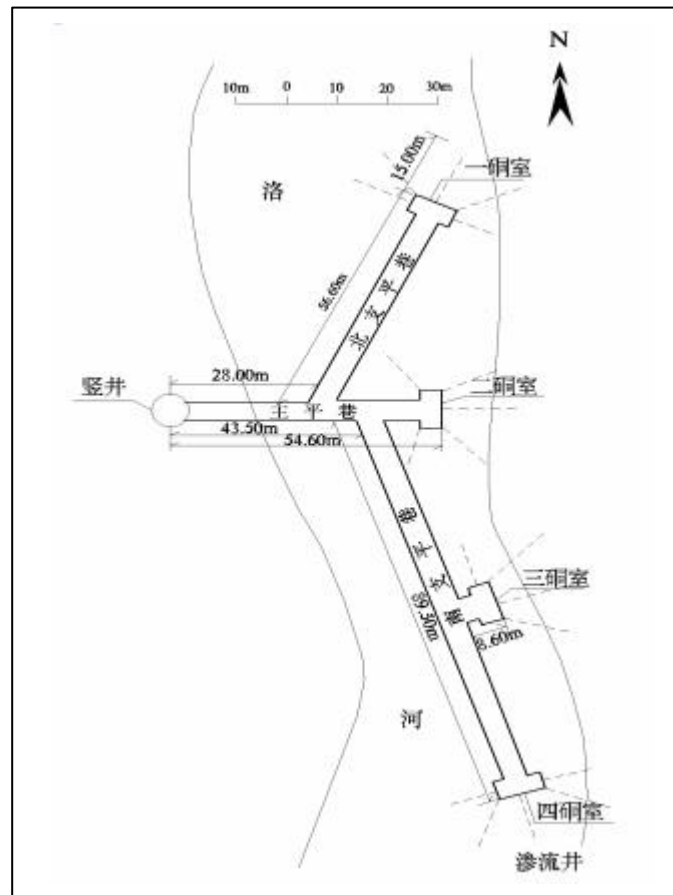 N
10m 0 10 20 30m
15.00m
一硐室
洛
56.60m
北支平巷
竖井
28.00m
二硐室
主平巷
43.50m
54.60m
南支平巷
89.50m
三硐室
8.60m
河
四硐室
渗流井